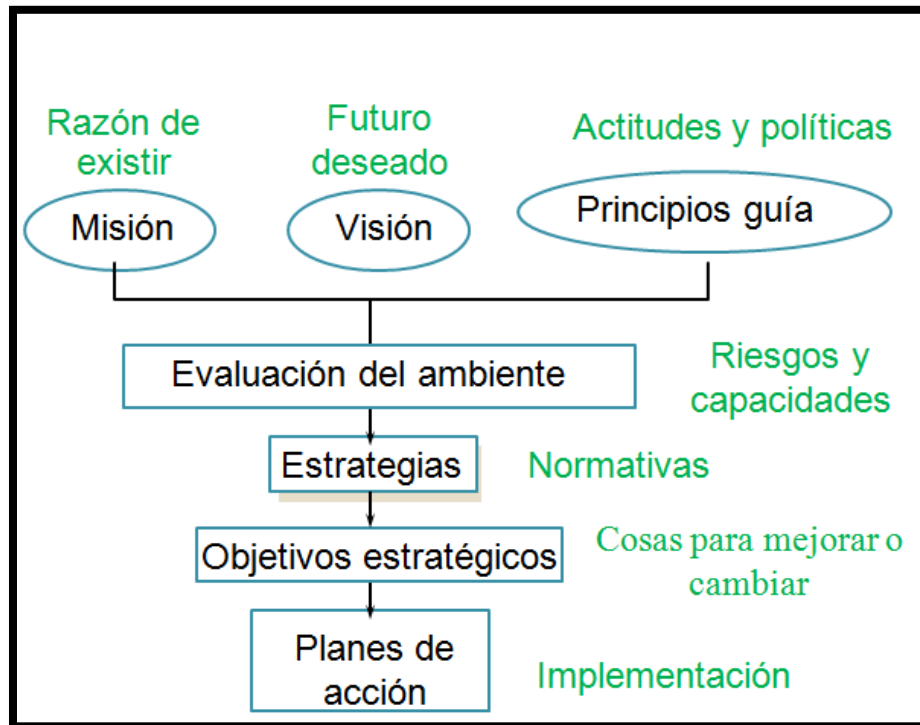 Razón de
existir
Futuro
deseado
Actitudes y políticas
Misión
Visión
Principios guía
Evaluación del ambiente
Riesgos y
capacidades
Estrategias
Normativas
Objetivos estratégicos
Cosas para mejorar o
cambiar
Planes de
acción
Implementación